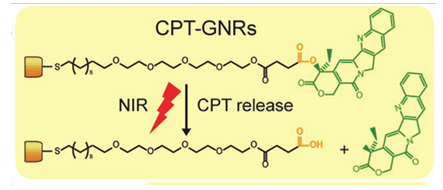 CPT-GNRs
S ( )s O O O O O O O O O N N O O O
NIR CPT release
S ( )s O O O O O O O OH + N N O O O